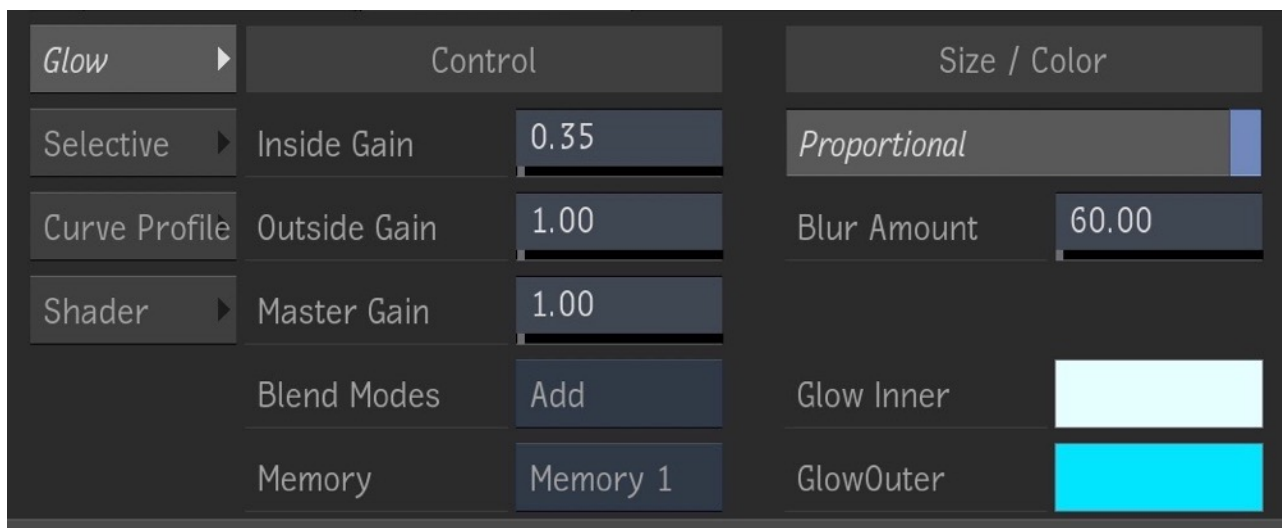 Glow Control Size / Color
Selective Inside Gain 0.35 Proportional
Curve Profile Outside Gain 1.00 Blur Amount 60.00
Shader Master Gain 1.00
Blend Modes Add Glow Inner
Memory Memory 1 GlowOuter